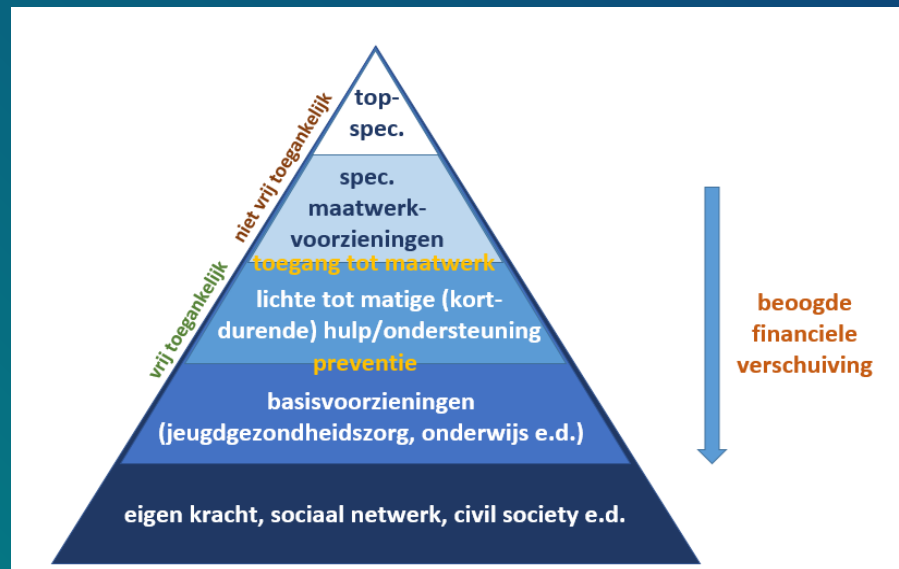 top-
spec.
niet vrij toegankelijk
spec.
maatwerk-
voorzieningen
toegang tot maatwerk
vrij toegankelijk
lichte tot matige (kort-
durende) hulp/ondersteuning
preventie
basisvoorzieningen
(jeugdgezondheidszorg, onderwijs e.d.)
eigen kracht, sociaal netwerk, civil society e.d.
beoogde
financiele
verschuiving